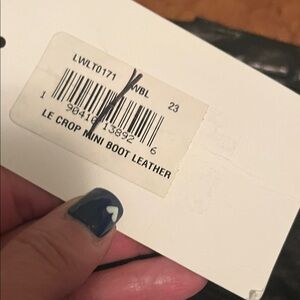 LWLT0171 WBL 23
1 90410 13892 6
LE CROP MINI BOOT LEATHER